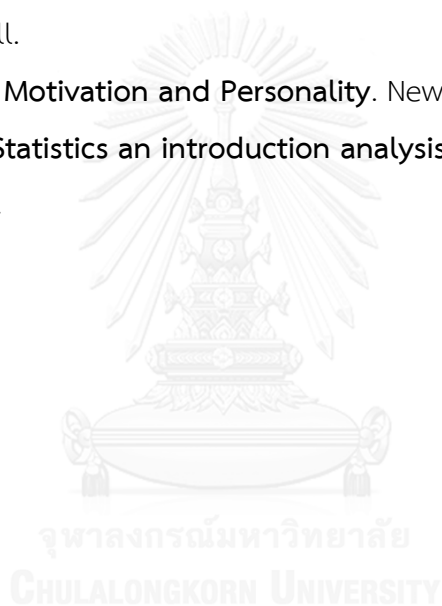 ll.
Motivation and Personality. New
Statistics an introduction analysis
จุฬาลงกรณ์มหาวิทยาลัย
CHULALONGKORN UNIVERSITY